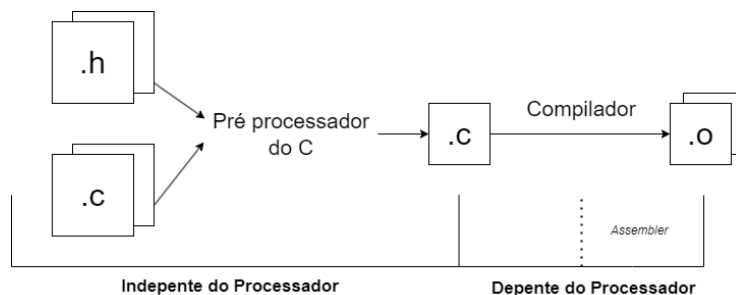 .h
.c
Pré processador
do C
.c
Compilador
.o
Assembler
Indepente do Processador
Depente do Processador